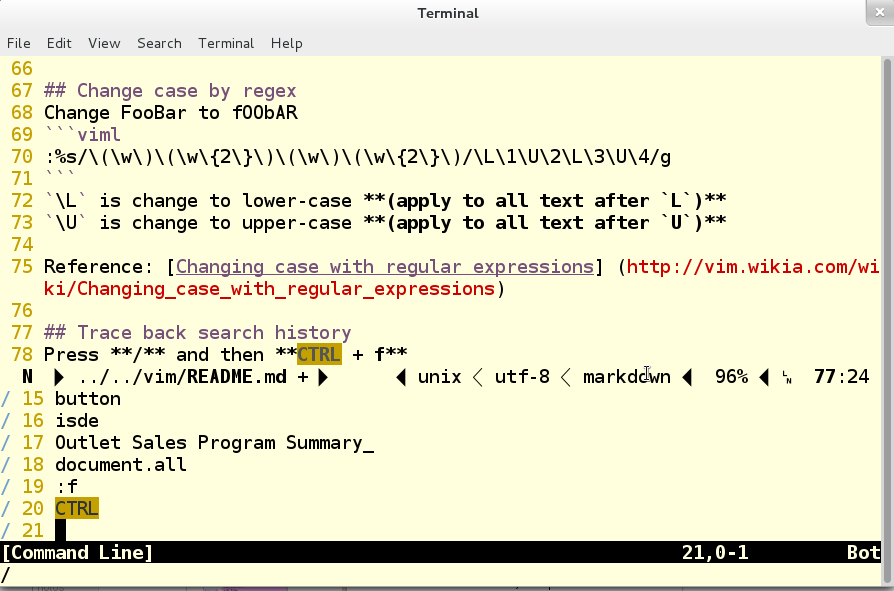 Terminal
File Edit View Search Terminal Help
66
67 ## Change case by regex
68 Change FooBar to fOObAR
69 ```viml
70 :%s/\(\w\)\(\w\{2\}\)\(\w\)\(\w\{2\}\)/\L\1\U\2\L\3\U\4/g
71 ```
72 `\L` is change to lower-case **(apply to all text after `L`)**
73 `\U` is change to upper-case **(apply to all text after `U`)**
74
75 Reference: [Changing case with regular expressions] (http://vim.wikia.com/wi
ki/Changing_case_with_regular_expressions)
76
77 ## Trace back search history
78 Press **/** and then **CTRL + f**
N ../../vim/README.md + unix < utf-8 < markdown 96% ␊ 77:24
/ 15 button
/ 16 isde
/ 17 Outlet Sales Program Summary_
/ 18 document.all
/ 19 :f
/ 20 CTRL
/ 21
[Command Line] 21,0-1 Bot
/